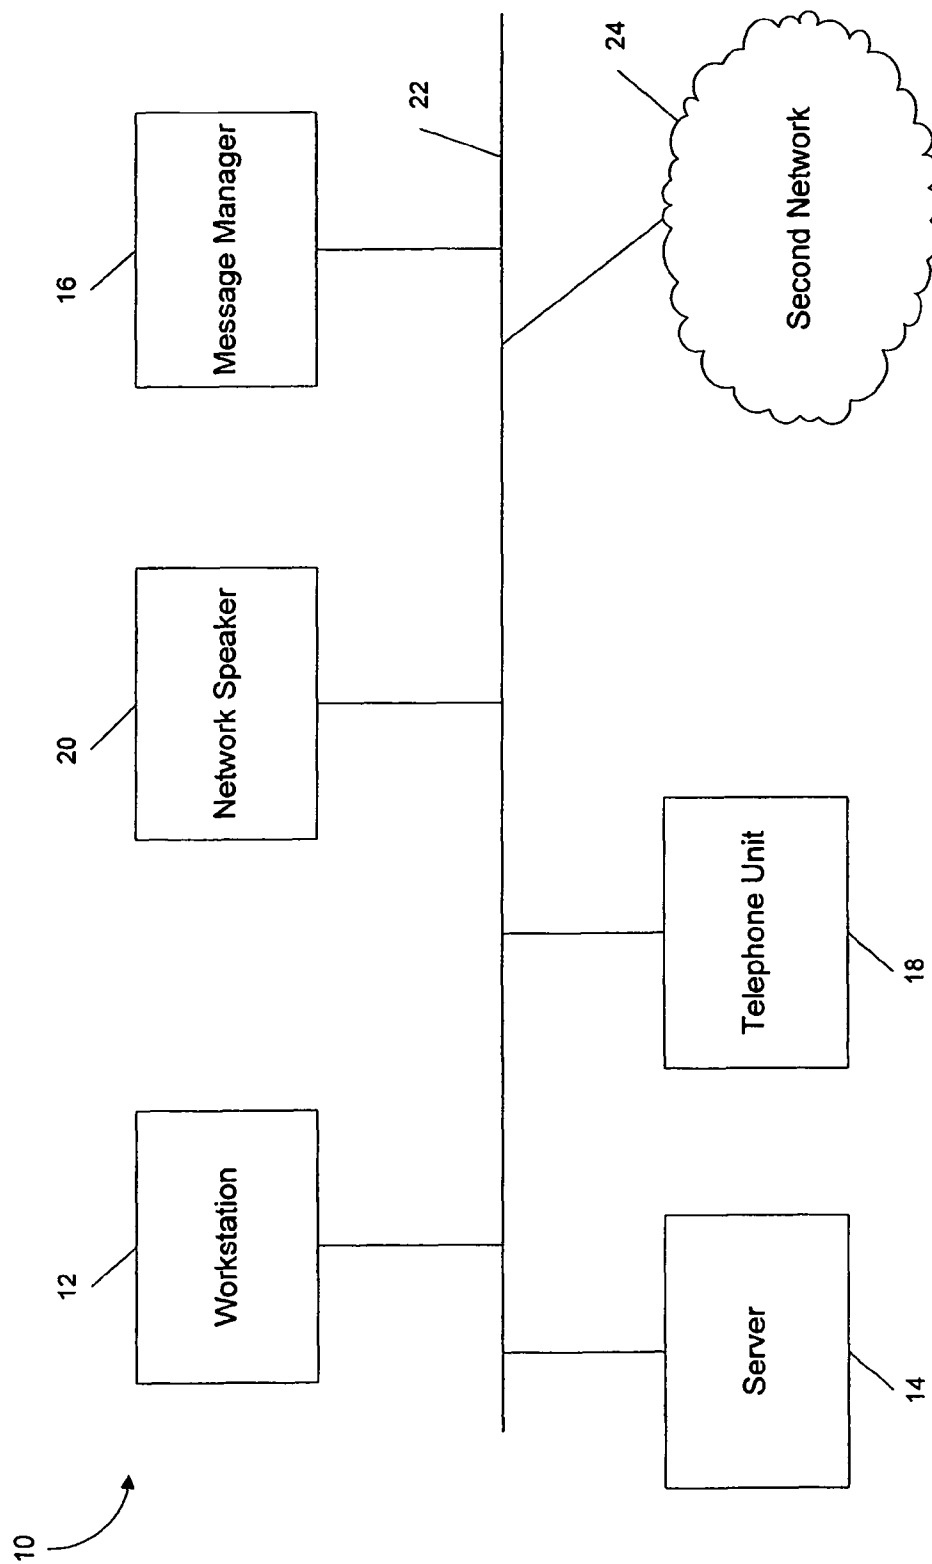 10
12
Workstation
20
Network Speaker
16
Message Manager
22
Server
14
Telephone Unit
18
24
Second Network